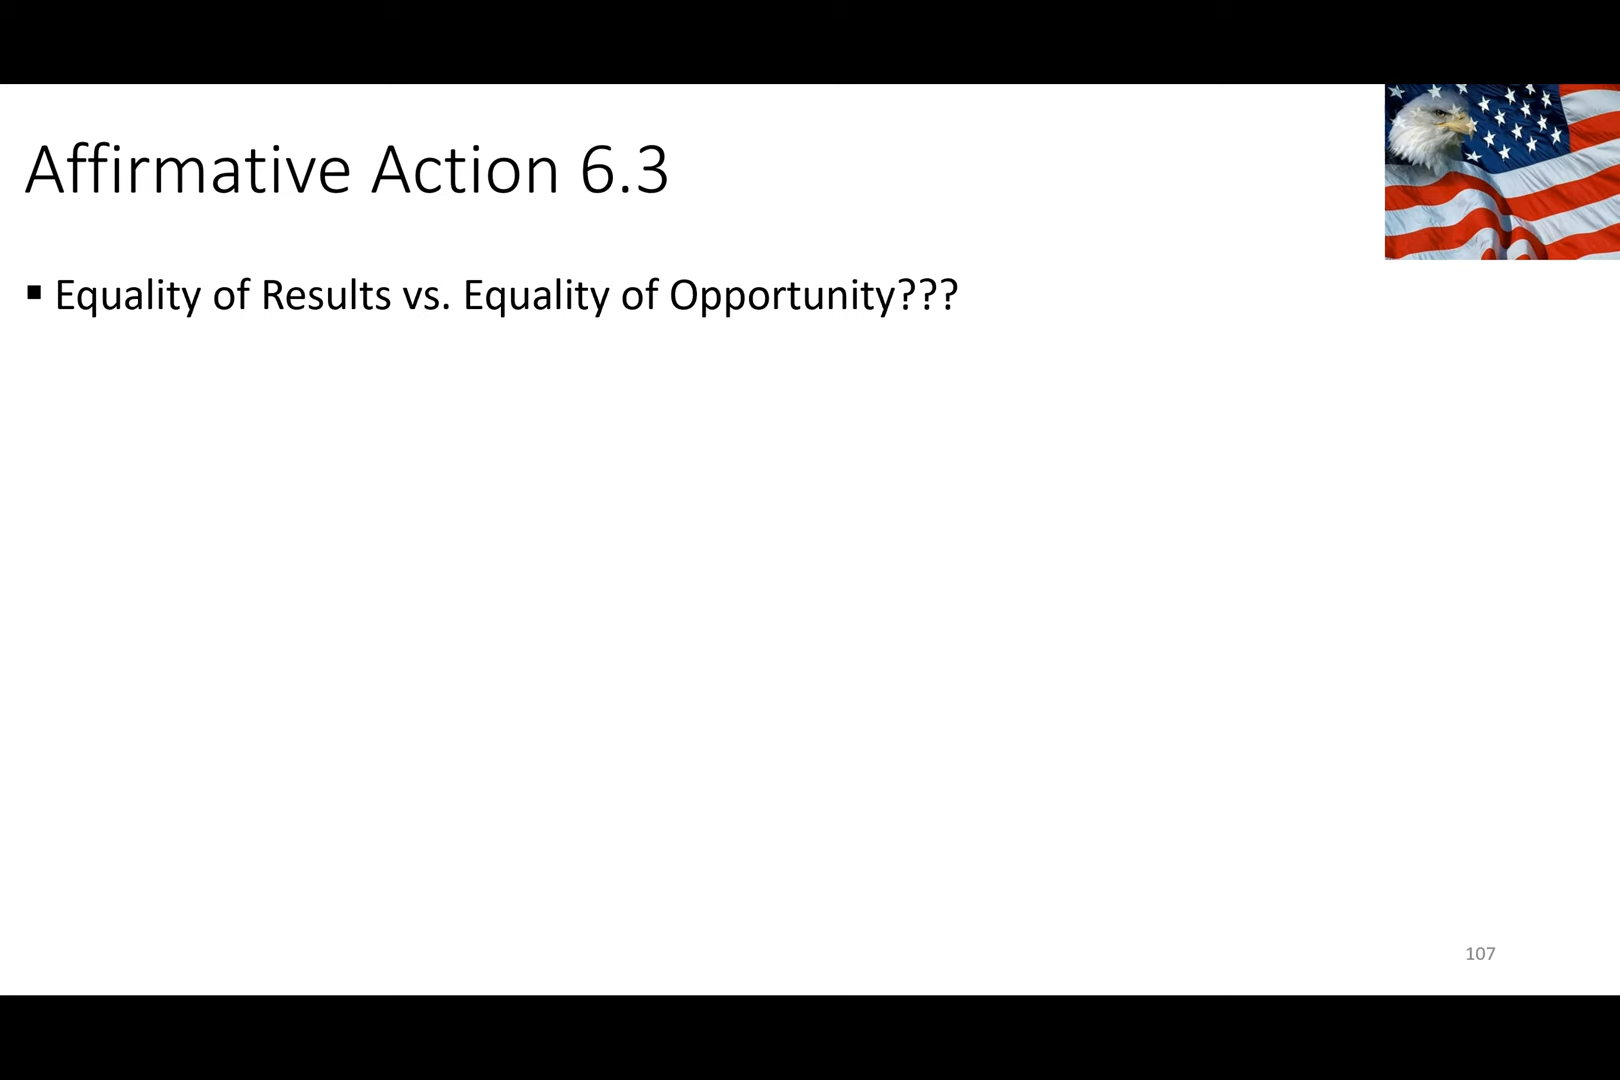 Affirmative Action 6.3
▪ Equality of Results vs. Equality of Opportunity???
107